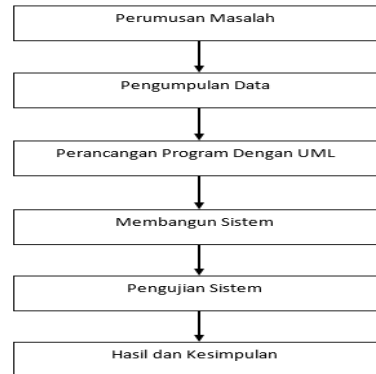 Perumusan Masalah
Pengumpulan Data
Perancangan Program Dengan UML
Membangun Sistem
Pengujian Sistem
Hasil dan Kesimpulan